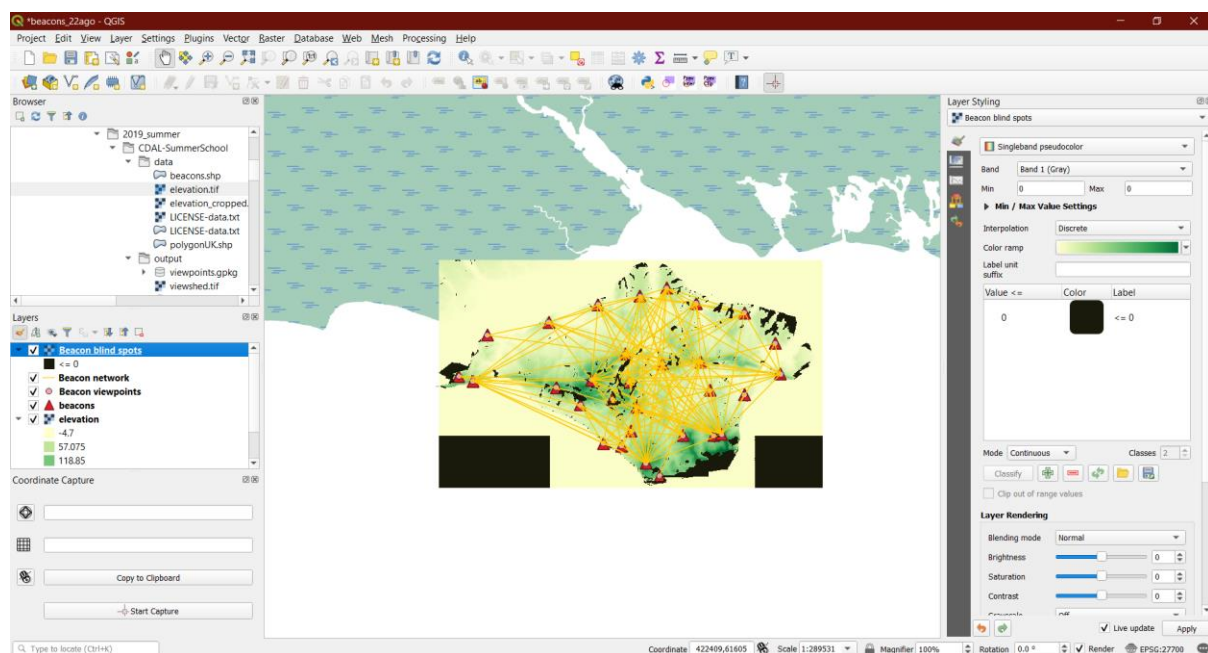 *beacons_22ago - QGIS
Project Edit View Layer Settings Plugins Vector Raster Database Web Mesh Processing Help
Browser
2019_summer
CDAL-SummerSchool
data
beacons.shp
elevation.tif
elevation_cropped.
LICENSE-data.txt
LICENSE-data.txt
polygonUK.shp
output
viewpoints.gpkg
viewshed.tif
Layers
Beacon blind spots
<= 0
Beacon network
Beacon viewpoints
beacons
elevation
-4.7
57.075
118.85
Coordinate Capture
Copy to Clipboard
Start Capture
Layer Styling
Beacon blind spots
Singleband pseudocolor
Band Band 1 (Gray)
Min 0 Max 0
Min / Max Value Settings
Interpolation Discrete
Color ramp
Label unit
suffix
Value <= Color Label
0 <= 0
Mode Continuous Classes 2
Classify
Clip out of range values
Layer Rendering
Blending mode Normal
Brightness 0
Saturation 0
Contrast 0
Grayscale Off
Live update Apply
Type to locate (Ctrl+K) Coordinate 422409,61605 Scale 1:289531 Magnifier 100% Rotation 0.0 ° Render EPSG:27700